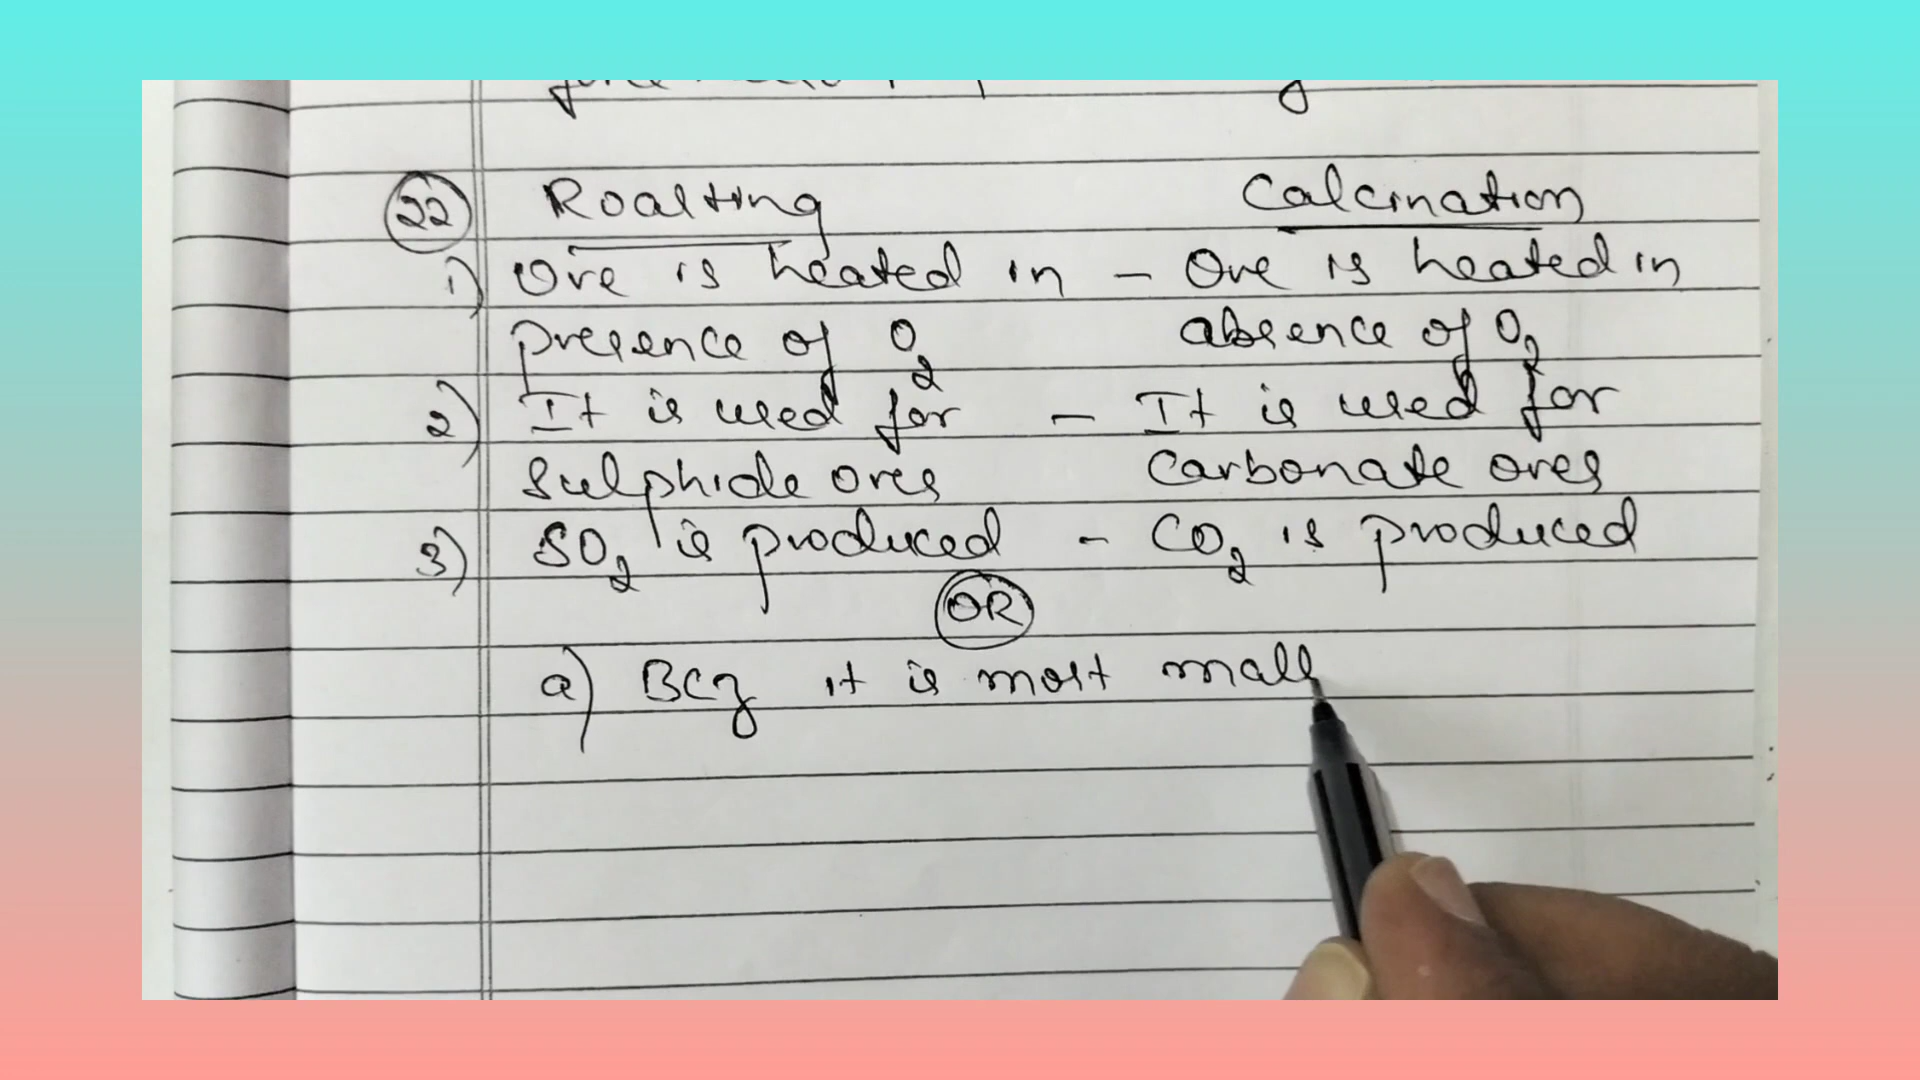 22 Roasting Calcination
1) Ore is heated in - Ore is heated in
presence of O₂ absence of O₂
2) It is used for - It is used for
Sulphide ores Carbonate ores
3) SO₂ is produced - CO₂ is produced
OR
a) Bcz it is most mall